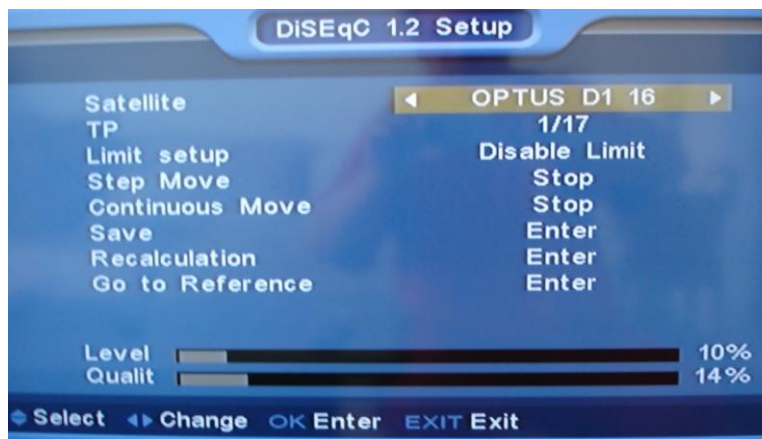 DiSEqC 1.2 Setup
Satellite OPTUS D1 16
TP 1/17
Limit setup Disable Limit
Step Move Stop
Continuous Move Stop
Save Enter
Recalculation Enter
Go to Reference Enter
Level 10%
Qualit 14%
Select Change OK Enter EXIT Exit